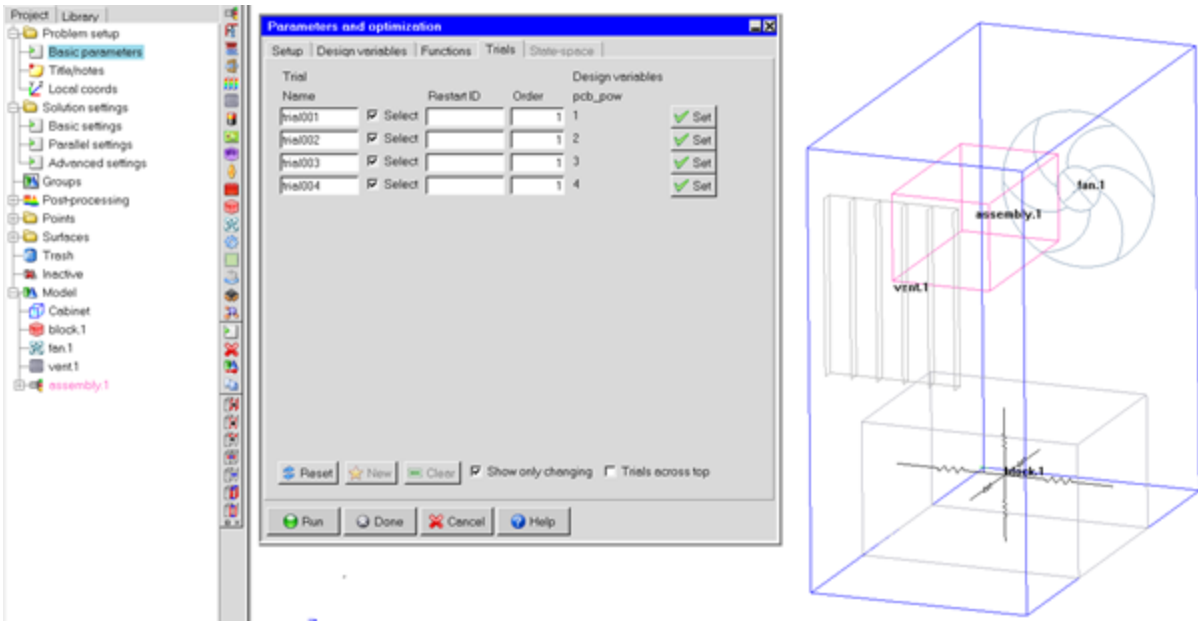 Project Library
Problem setup
Basic parameters
Title/notes
Local coords
Solution settings
Basic settings
Parallel settings
Advanced settings
Groups
Post-processing
Points
Surfaces
Trash
Inactive
Model
Cabinet
block.1
fan.1
vent.1
assembly.1
Parameters and optimization
Setup Design variables Functions Trials State-space
Trial Design variables
Name Restart ID Order pcb_pow
trial001 Select 1 1 Set
trial002 Select 1 2 Set
trial003 Select 1 3 Set
trial004 Select 1 4 Set
Reset New Clear Show only changing Trials across top
Run Done Cancel Help
fan.1
assembly.1
vent.1
block.1